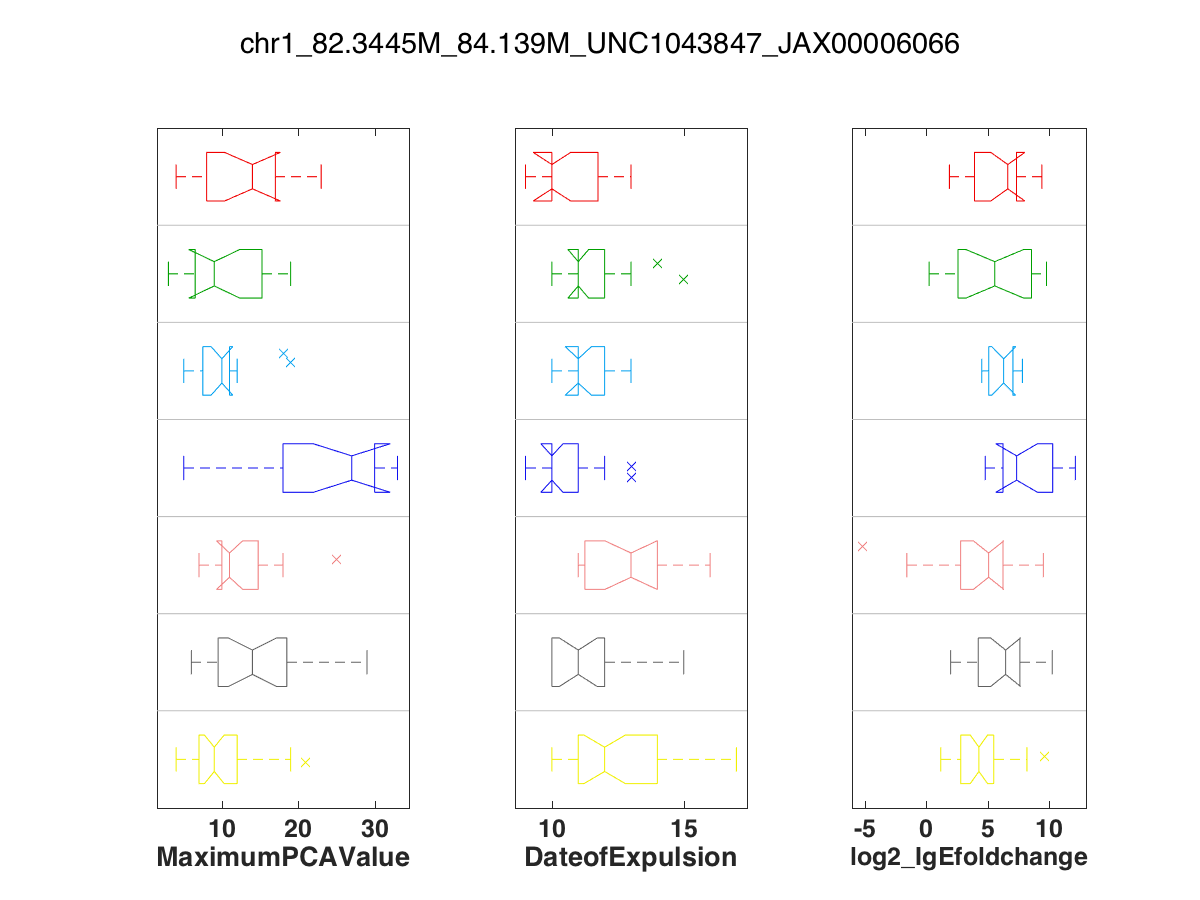 chr1_82.3445M_84.139M_UNC1043847_JAX00006066
10 20 30
MaximumPCAValue
10 15
DateofExpulsion
-5 0 5 10
log2_IgEfoldchange